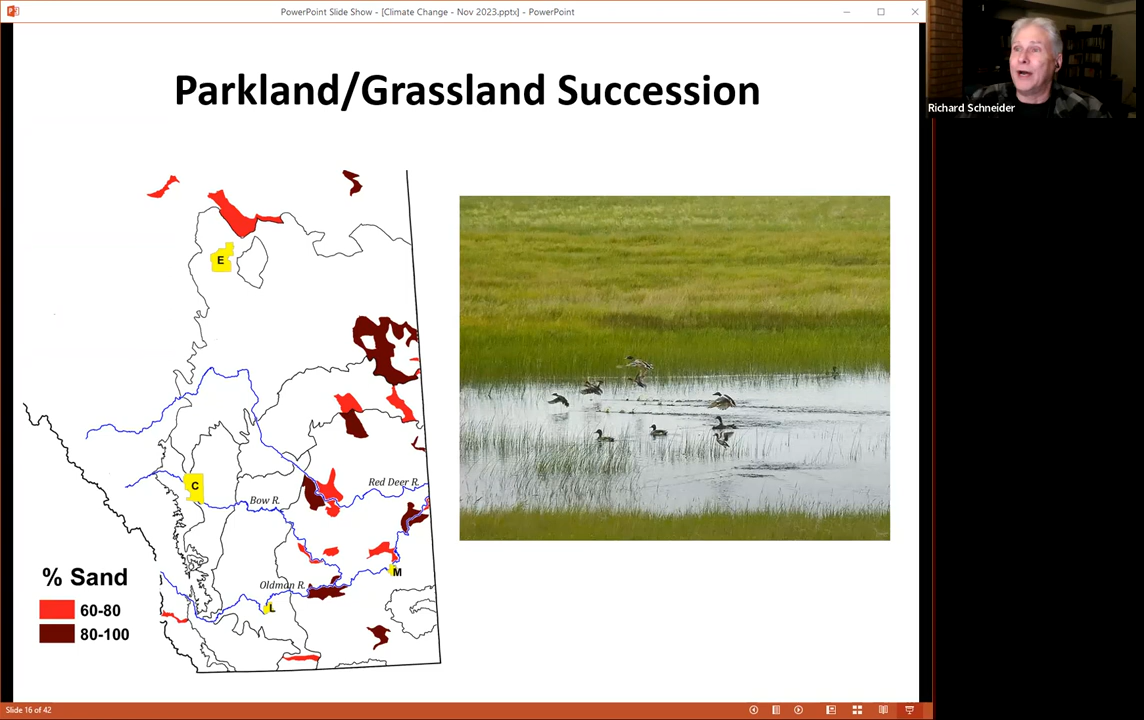 PowerPoint Slide Show - [Climate Change - Nov 2023.pptx] - PowerPoint
Richard Schneider
Parkland/Grassland Succession
E
C
Red Deer R.
Bow R.
M
Oldman R.
L
% Sand
60-80
80-100
Slide 16 of 42